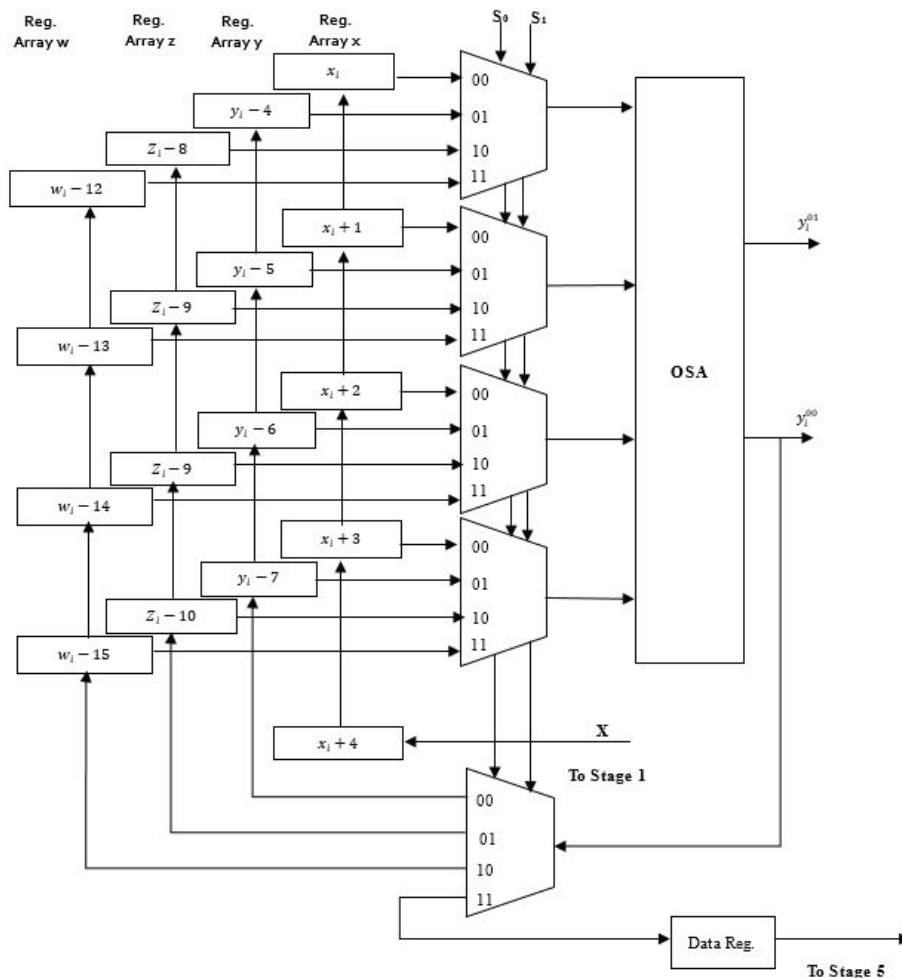 Reg. Array w
Reg. Array z
Reg. Array y
Reg. Array x
S₀ S₁
xᵢ
00
yᵢ − 4
01
Zᵢ − 8
10
wᵢ − 12
11
xᵢ + 1
00
yᵢ − 5
01
Zᵢ − 9
10
wᵢ − 13
11
xᵢ + 2
00
yᵢ − 6
01
Zᵢ − 9
10
wᵢ − 14
11
xᵢ + 3
00
yᵢ − 7
01
Zᵢ − 10
10
wᵢ − 15
11
OSA
yᵢ⁰¹
yᵢ⁰⁰
xᵢ + 4
X
To Stage 1
00
01
10
11
Data Reg.
To Stage 5